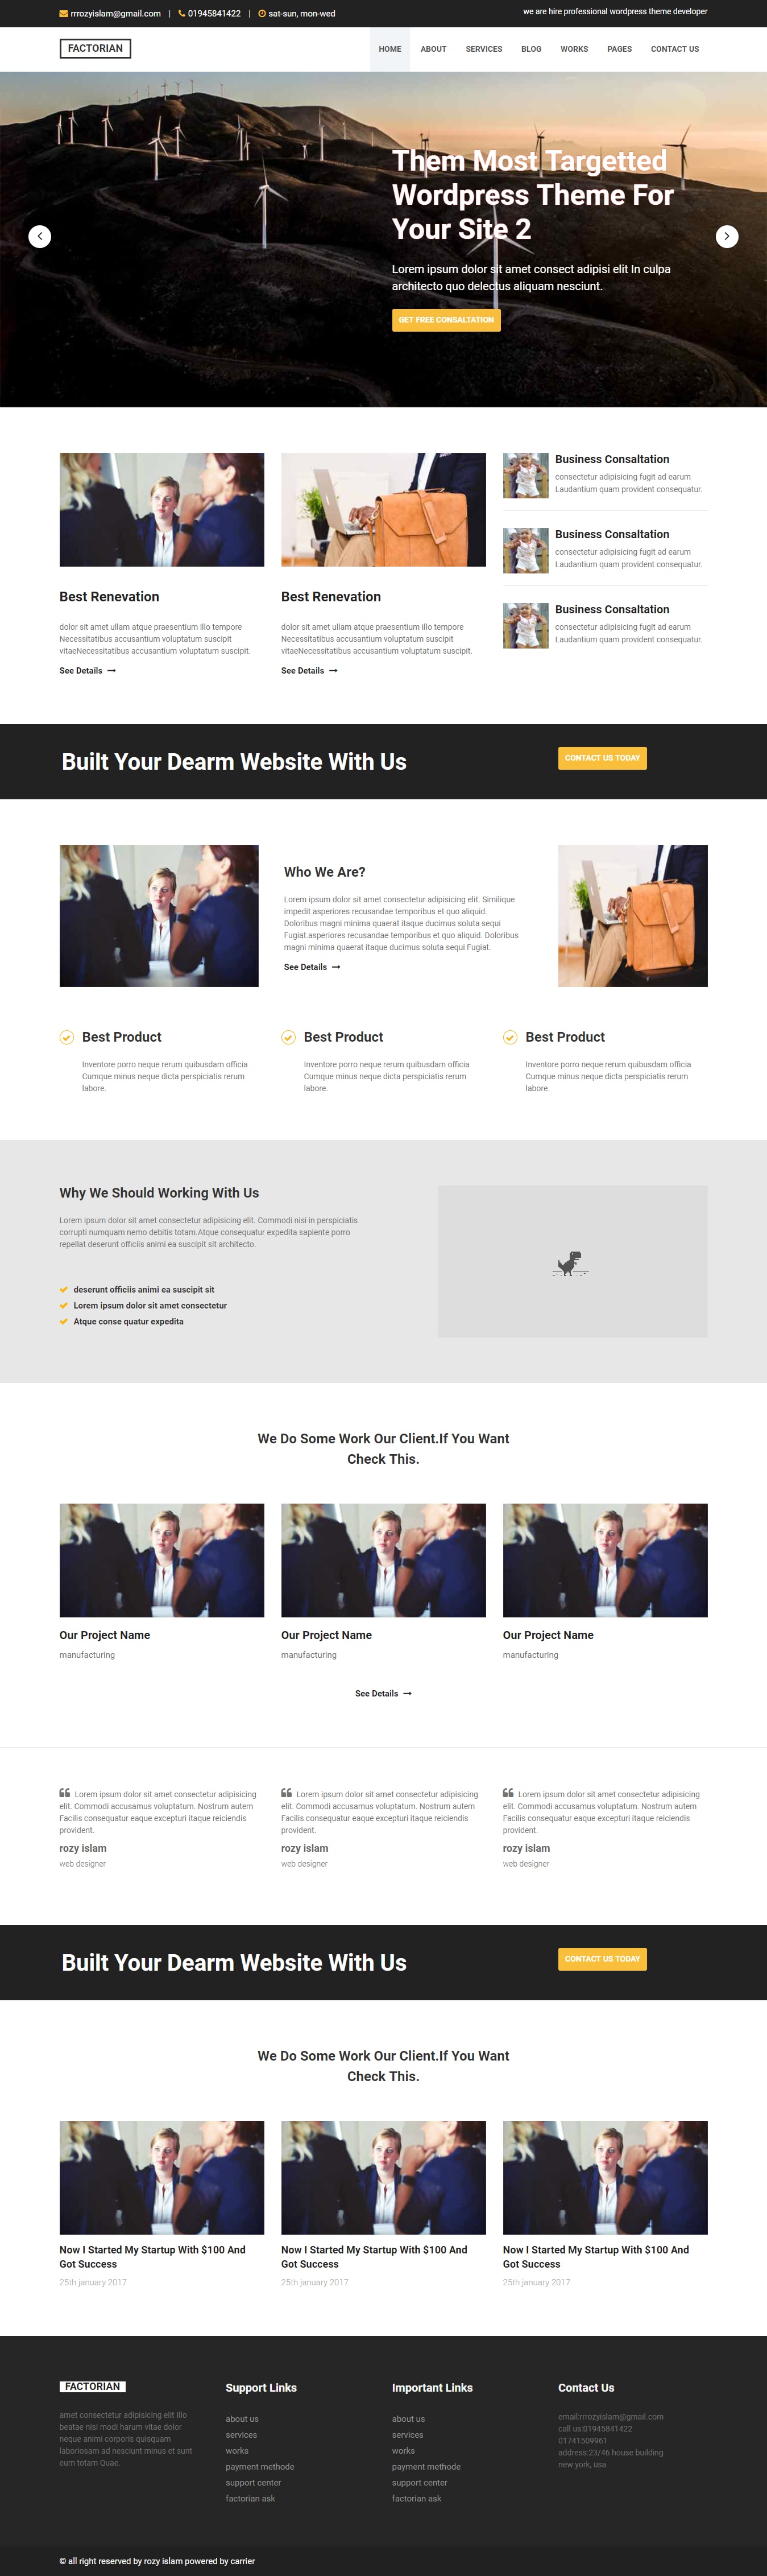 rrrozyislam@gmail.com | 01945841422 | sat-sun, mon-wed
we are hire professional wordpress theme developer
FACTORIAN
HOME ABOUT SERVICES BLOG WORKS PAGES CONTACT US
Them Most Targetted
Wordpress Theme For
Your Site 2
Lorem ipsum dolor sit amet consect adipisi elit In culpa
architecto quo delectus aliquam nesciunt.
GET FREE CONSALTATION
Best Renevation
dolor sit amet ullam atque praesentium illo tempore
Necessitatibus accusantium voluptatum suscipit
vitaeNecessitatibus accusantium voluptatum suscipit.
See Details
Best Renevation
dolor sit amet ullam atque praesentium illo tempore
Necessitatibus accusantium voluptatum suscipit
vitaeNecessitatibus accusantium voluptatum suscipit.
See Details
Business Consaltation
consectetur adipisicing fugit ad earum
Laudantium quam provident consequatur.
Business Consaltation
consectetur adipisicing fugit ad earum
Laudantium quam provident consequatur.
Business Consaltation
consectetur adipisicing fugit ad earum
Laudantium quam provident consequatur.
Built Your Dearm Website With Us
CONTACT US TODAY
Who We Are?
Lorem ipsum dolor sit amet consectetur adipisicing elit. Similique
impedit asperiores recusandae temporibus et quo aliquid.
Doloribus magni minima quaerat itaque ducimus soluta sequi
Fugiat.asperiores recusandae temporibus et quo aliquid. Doloribus
magni minima quaerat itaque ducimus soluta sequi Fugiat.
See Details
Best Product
Inventore porro neque rerum quibusdam officia
Cumque minus neque dicta perspiciatis rerum
labore.
Best Product
Inventore porro neque rerum quibusdam officia
Cumque minus neque dicta perspiciatis rerum
labore.
Best Product
Inventore porro neque rerum quibusdam officia
Cumque minus neque dicta perspiciatis rerum
labore.
Why We Should Working With Us
Lorem ipsum dolor sit amet consectetur adipisicing elit. Commodi nisi in perspiciatis
corrupti numquam nemo debitis totam.Atque consequatur expedita sapiente porro
repellat deserunt officiis animi ea suscipit sit architecto.
deserunt officiis animi ea suscipit sit
Lorem ipsum dolor sit amet consectetur
Atque conse quatur expedita
We Do Some Work Our Client.If You Want
Check This.
Our Project Name
manufacturing
Our Project Name
manufacturing
Our Project Name
manufacturing
See Details
Lorem ipsum dolor sit amet consectetur adipisicing
elit. Commodi accusamus voluptatum. Nostrum autem
Facilis consequatur eaque excepturi itaque reiciendis
provident.
rozy islam
web designer
Lorem ipsum dolor sit amet consectetur adipisicing
elit. Commodi accusamus voluptatum. Nostrum autem
Facilis consequatur eaque excepturi itaque reiciendis
provident.
rozy islam
web designer
Lorem ipsum dolor sit amet consectetur adipisicing
elit. Commodi accusamus voluptatum. Nostrum autem
Facilis consequatur eaque excepturi itaque reiciendis
provident.
rozy islam
web designer
Built Your Dearm Website With Us
CONTACT US TODAY
We Do Some Work Our Client.If You Want
Check This.
Now I Started My Startup With $100 And
Got Success
25th january 2017
Now I Started My Startup With $100 And
Got Success
25th january 2017
Now I Started My Startup With $100 And
Got Success
25th january 2017
FACTORIAN
amet consectetur adipisicing elit Illo
beatae nisi modi harum vitae dolor
neque animi corporis quisquam
laboriosam ad nesciunt minus et sunt
eum totam Quae.
Support Links
about us
services
works
payment methode
support center
factorian ask
Important Links
about us
services
works
payment methode
support center
factorian ask
Contact Us
email:rrrozyislam@gmail.com
call us:01945841422
01741509961
address:23/46 house building
new york, usa
© all right reserved by rozy islam powered by carrier